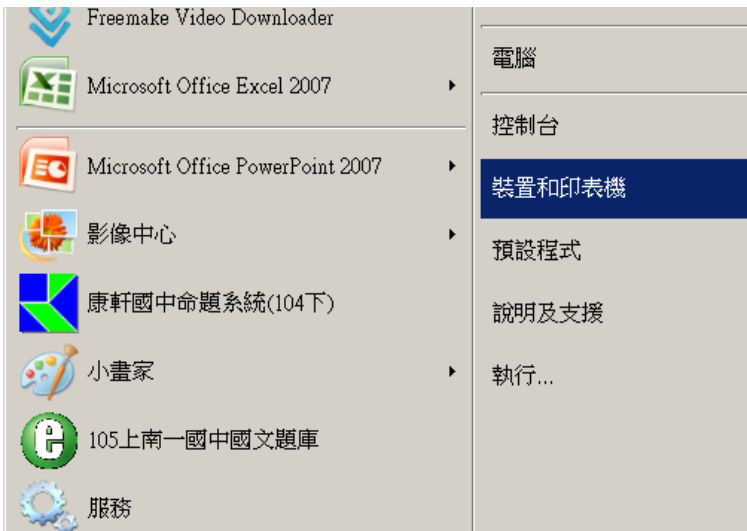 Freemake Video Downloader
Microsoft Office Excel 2007
Microsoft Office PowerPoint 2007
影像中心
康軒國中命題系統(104下)
小畫家
105上南一國中國文題庫
服務
電腦
控制台
裝置和印表機
預設程式
說明及支援
執行...